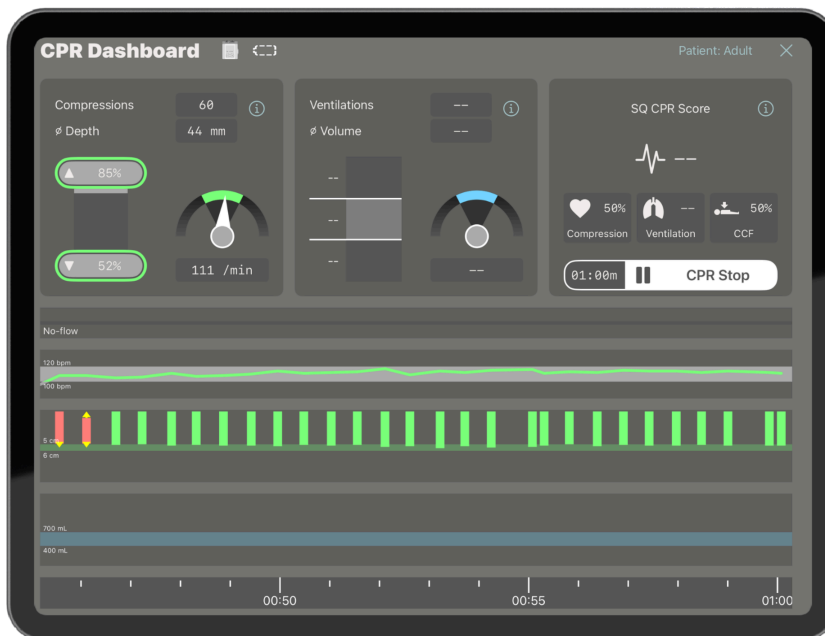 CPR Dashboard
Patient: Adult
Compressions 60
ø Depth 44 mm
85%
52%
111 /min
Ventilations --
ø Volume --
--
--
--
--
SQ CPR Score
--
50%
Compression
--
Ventilation
50%
CCF
01:00m CPR Stop
No-flow
120 bpm
100 bpm
5 cm
6 cm
700 mL
400 mL
00:50 00:55 01:00